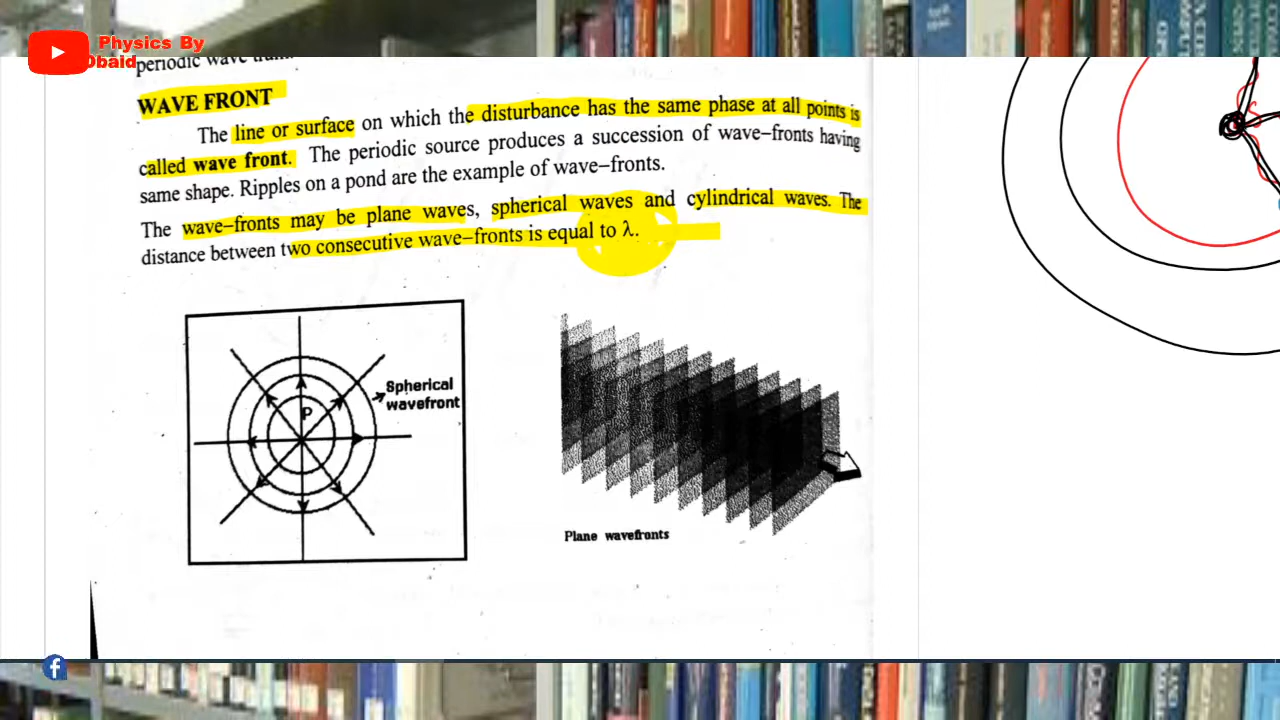 Physics By
Obaid
periodic wave
WAVE FRONT
The line or surface on which the disturbance has the same phase at all points is
called wave front. The periodic source produces a succession of wave–fronts having
same shape. Ripples on a pond are the example of wave–fronts.
The wave–fronts may be plane waves, spherical waves and cylindrical waves. The
distance between two consecutive wave–fronts is equal to λ.
P
Spherical
wavefront
Plane wavefronts
f